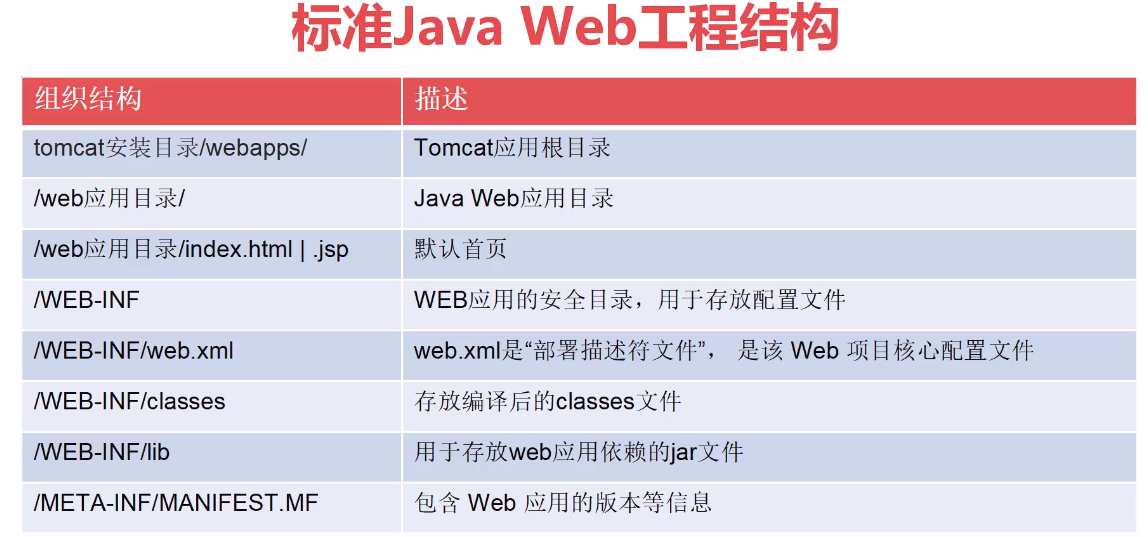 标准Java Web工程结构
组织结构 描述
tomcat安装目录/webapps/ Tomcat应用根目录
/web应用目录/ Java Web应用目录
/web应用目录/index.html | .jsp 默认首页
/WEB-INF WEB应用的安全目录，用于存放配置文件
/WEB-INF/web.xml web.xml是“部署描述符文件”， 是该 Web 项目核心配置文件
/WEB-INF/classes 存放编译后的classes文件
/WEB-INF/lib 用于存放web应用依赖的jar文件
/META-INF/MANIFEST.MF 包含 Web 应用的版本等信息